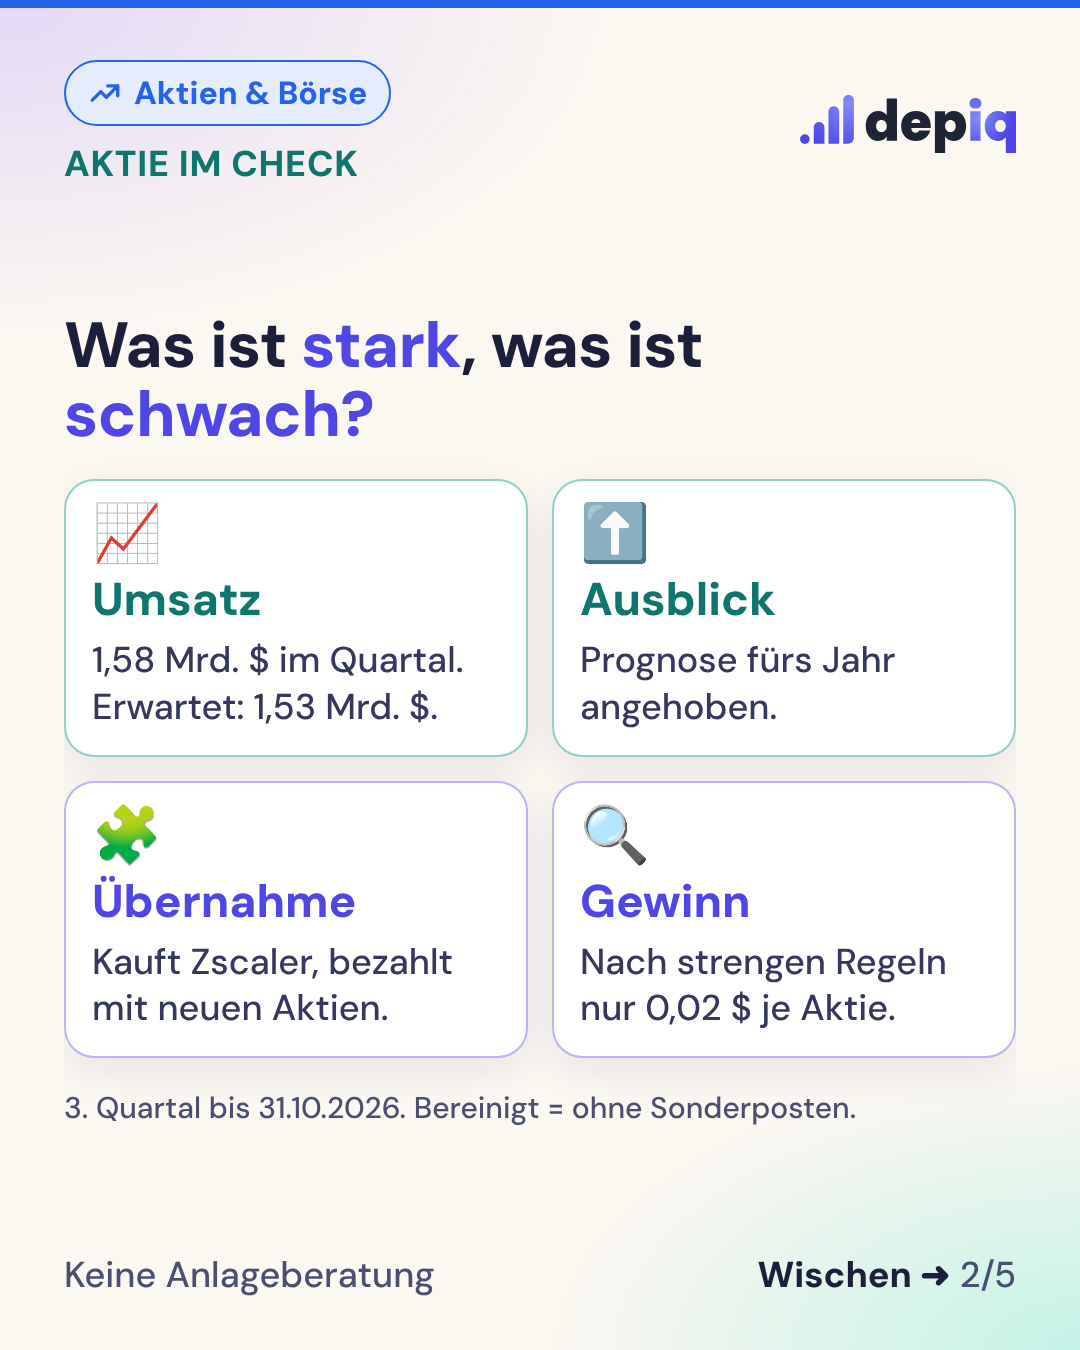 Aktien & Börse
AKTIE IM CHECK
depiq
Was ist stark, was ist
schwach?
Umsatz
1,58 Mrd. $ im Quartal.
Erwartet: 1,53 Mrd. $.
Ausblick
Prognose fürs Jahr
angehoben.
Übernahme
Kauft Zscaler, bezahlt
mit neuen Aktien.
Gewinn
Nach strengen Regeln
nur 0,02 $ je Aktie.
3. Quartal bis 31.10.2026. Bereinigt = ohne Sonderposten.
Keine Anlageberatung
Wischen ➜ 2/5